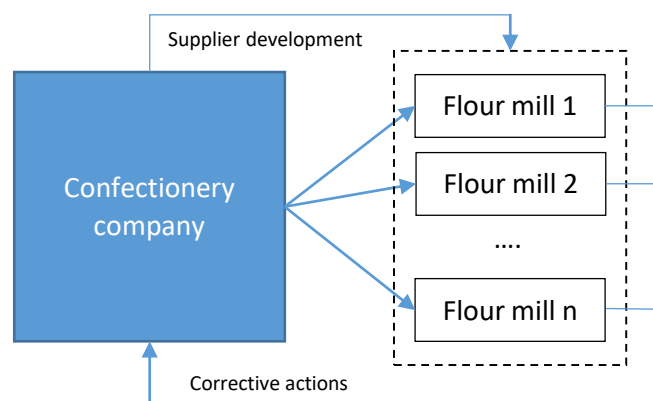 Supplier development
Flour mill 1
Confectionery
company
Flour mill 2
….
Flour mill n
Corrective actions